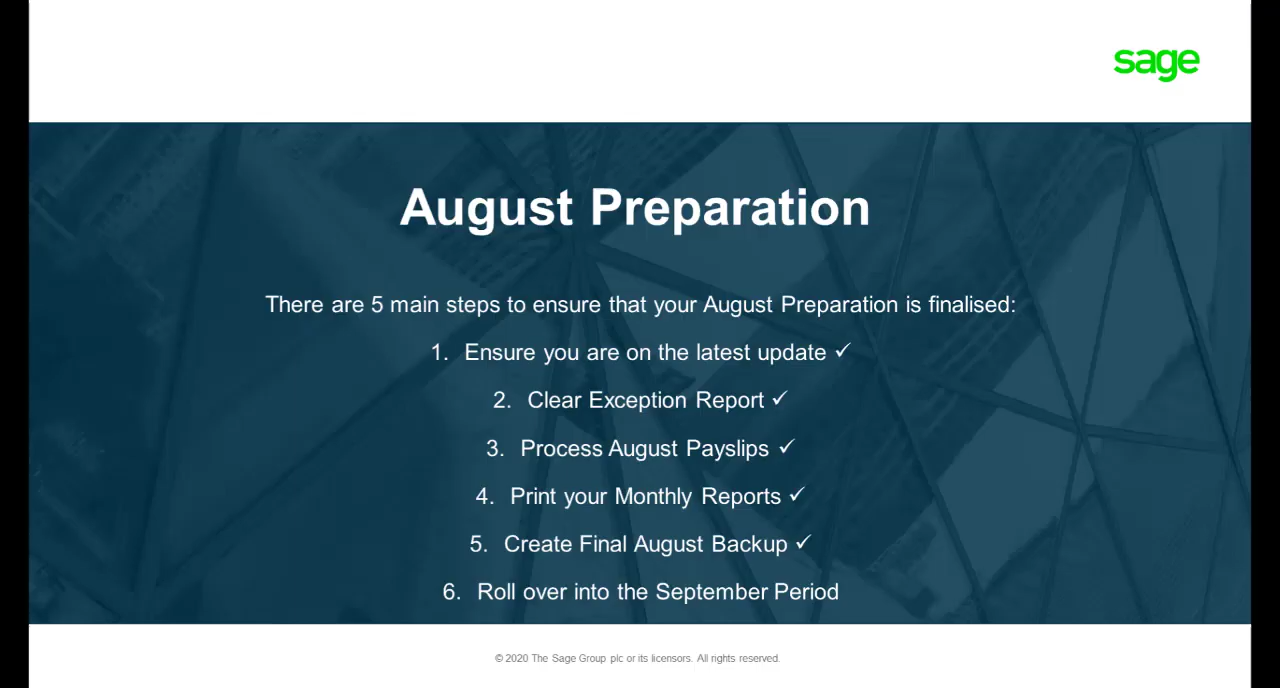 sage
August Preparation
There are 5 main steps to ensure that your August Preparation is finalised:
1. Ensure you are on the latest update ✓
2. Clear Exception Report ✓
3. Process August Payslips ✓
4. Print your Monthly Reports ✓
5. Create Final August Backup ✓
6. Roll over into the September Period
© 2020 The Sage Group plc or its licensors. All rights reserved.